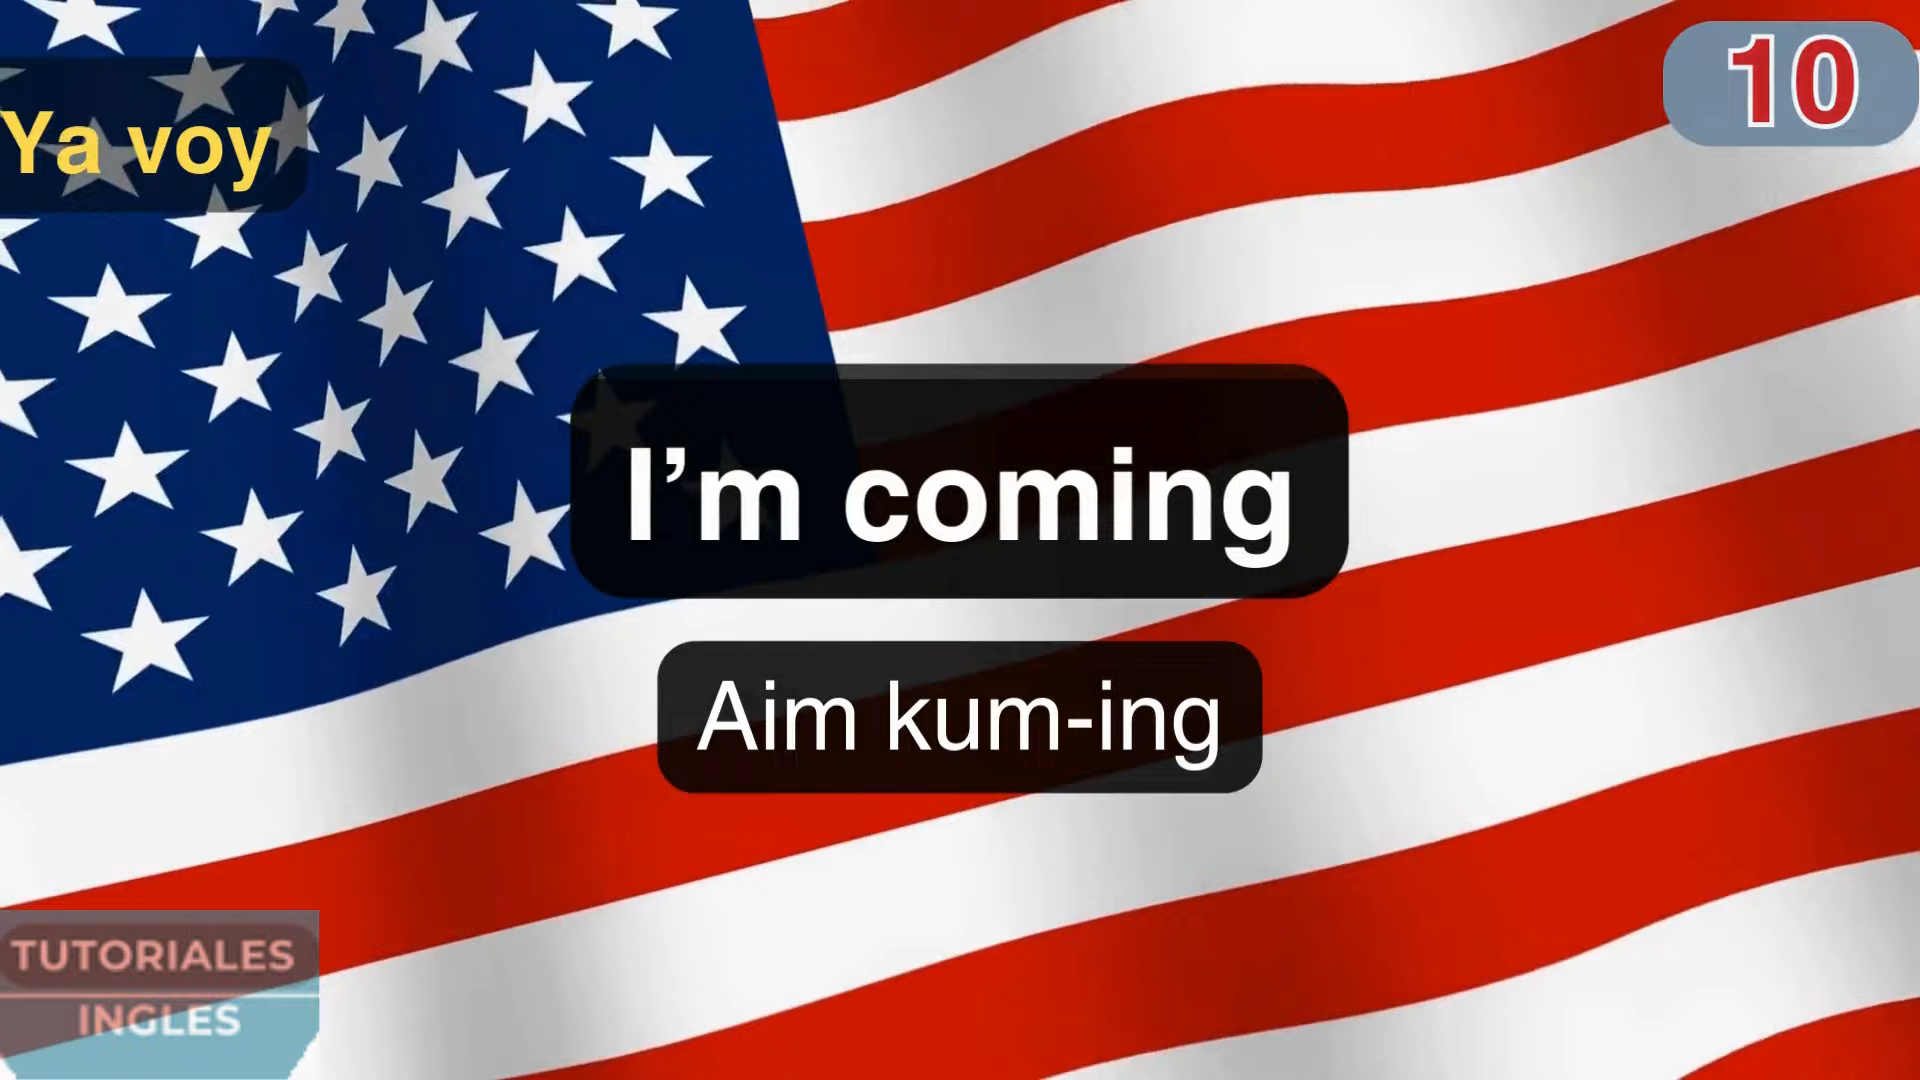 Ya voy
10
I’m coming
Aim kum-ing
TUTORIALES
INGLES